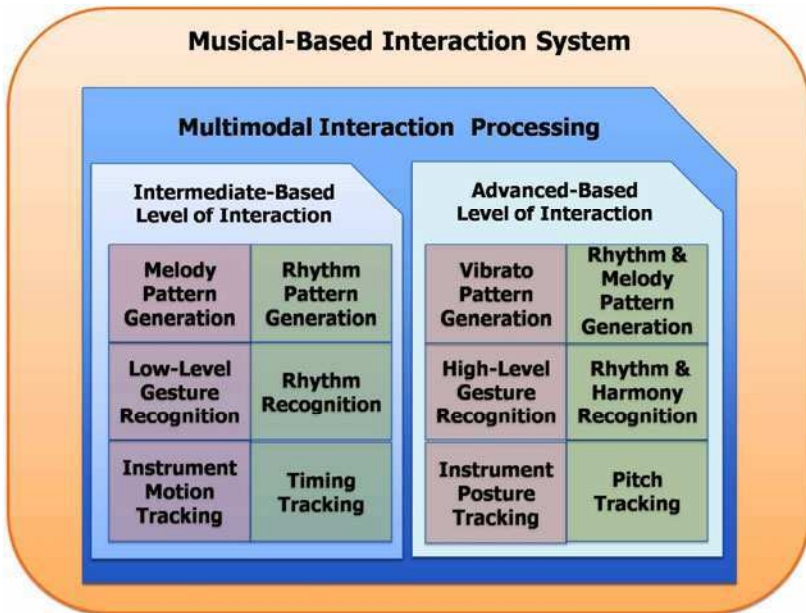 Musical-Based Interaction System
Multimodal Interaction Processing
Intermediate-Based
Level of Interaction
Melody
Pattern
Generation
Rhythm
Pattern
Generation
Low-Level
Gesture
Recognition
Rhythm
Recognition
Instrument
Motion
Tracking
Timing
Tracking
Advanced-Based
Level of Interaction
Vibrato
Pattern
Generation
Rhythm &
Melody
Pattern
Generation
High-Level
Gesture
Recognition
Rhythm &
Harmony
Recognition
Instrument
Posture
Tracking
Pitch
Tracking